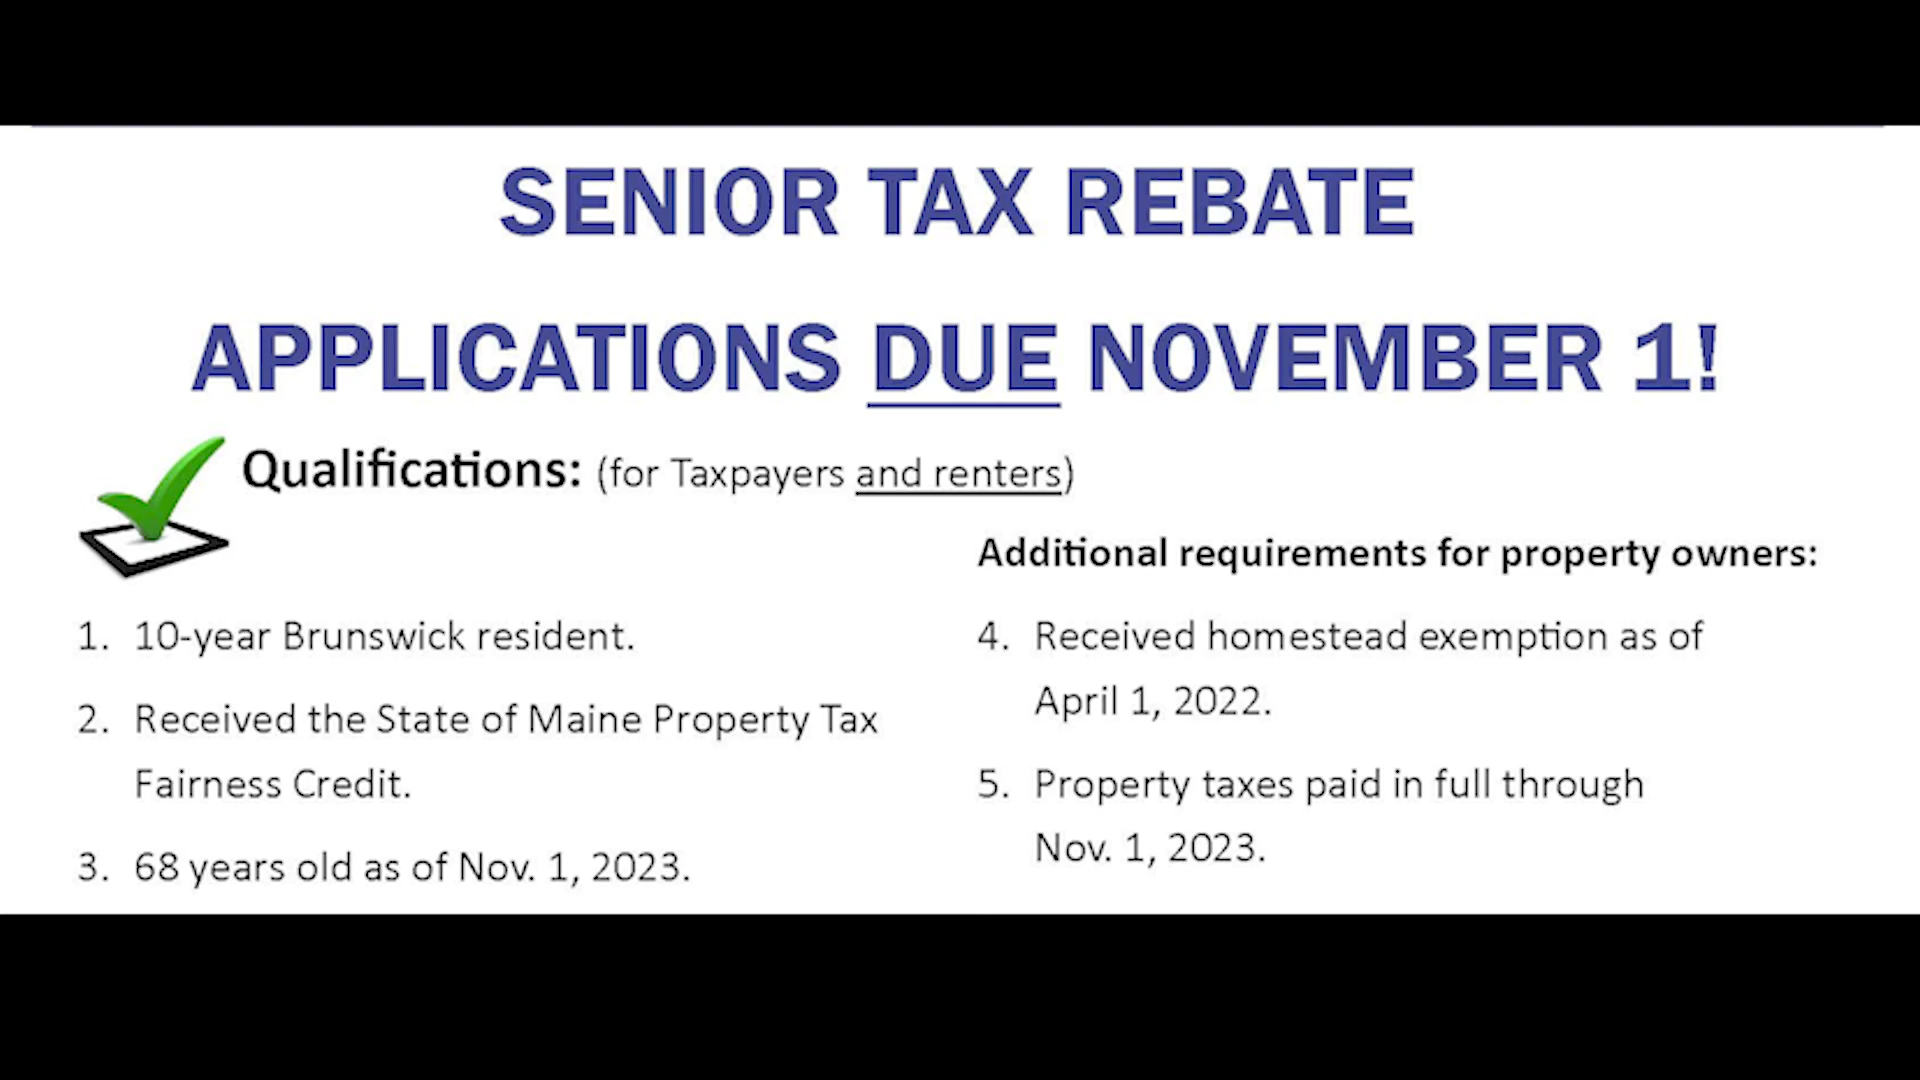 SENIOR TAX REBATE
APPLICATIONS DUE NOVEMBER 1!
Qualifications: (for Taxpayers and renters)
1. 10-year Brunswick resident.
2. Received the State of Maine Property Tax
Fairness Credit.
3. 68 years old as of Nov. 1, 2023.
Additional requirements for property owners:
4. Received homestead exemption as of
April 1, 2022.
5. Property taxes paid in full through
Nov. 1, 2023.